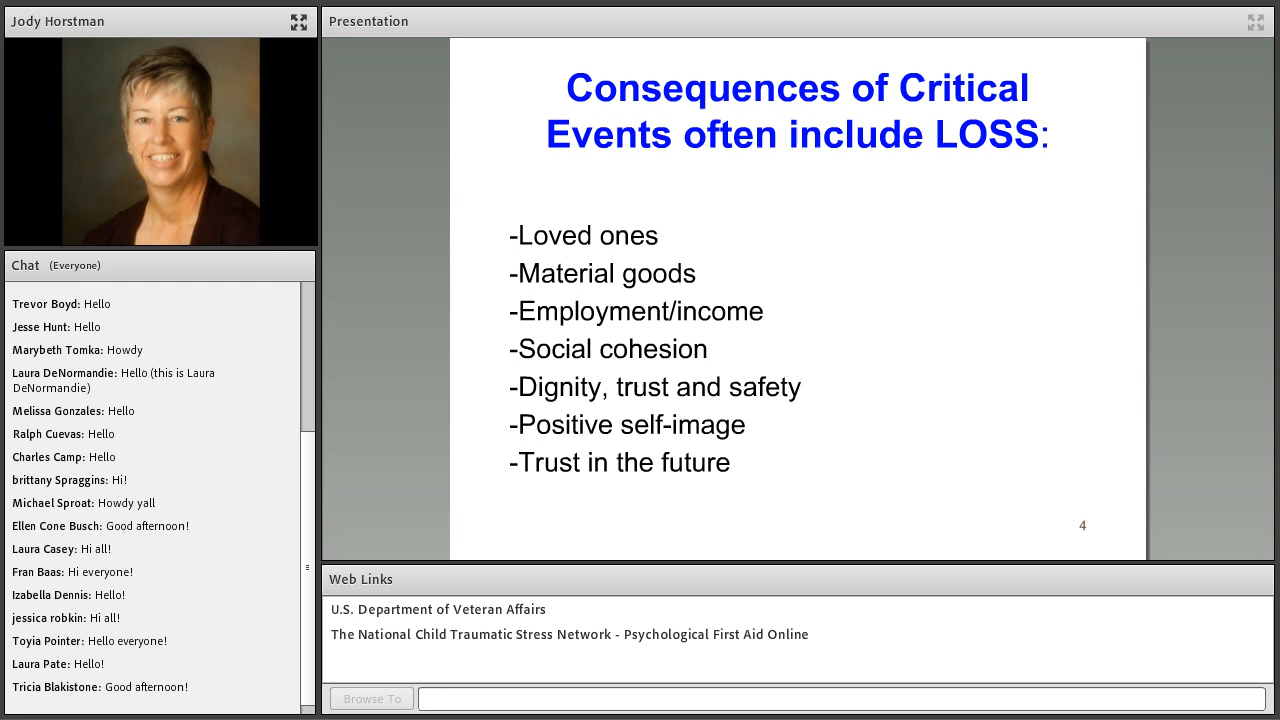 Jody Horstman
Chat (Everyone)
Trevor Boyd: Hello
Jesse Hunt: Hello
Marybeth Tomka: Howdy
Laura DeNormandie: Hello (this is Laura
DeNormandie)
Melissa Gonzales: Hello
Ralph Cuevas: Hello
Charles Camp: Hello
brittany Spraggins: Hi!
Michael Sproat: Howdy yall
Ellen Cone Busch: Good afternoon!
Laura Casey: Hi all!
Fran Baas: Hi everyone!
Izabella Dennis: Hello!
jessica robkin: Hi all!
Toyia Pointer: Hello everyone!
Laura Pate: Hello!
Tricia Blakistone: Good afternoon!
Presentation
Consequences of Critical
Events often include LOSS:
-Loved ones
-Material goods
-Employment/income
-Social cohesion
-Dignity, trust and safety
-Positive self-image
-Trust in the future
4
Web Links
U.S. Department of Veteran Affairs
The National Child Traumatic Stress Network - Psychological First Aid Online
Browse To